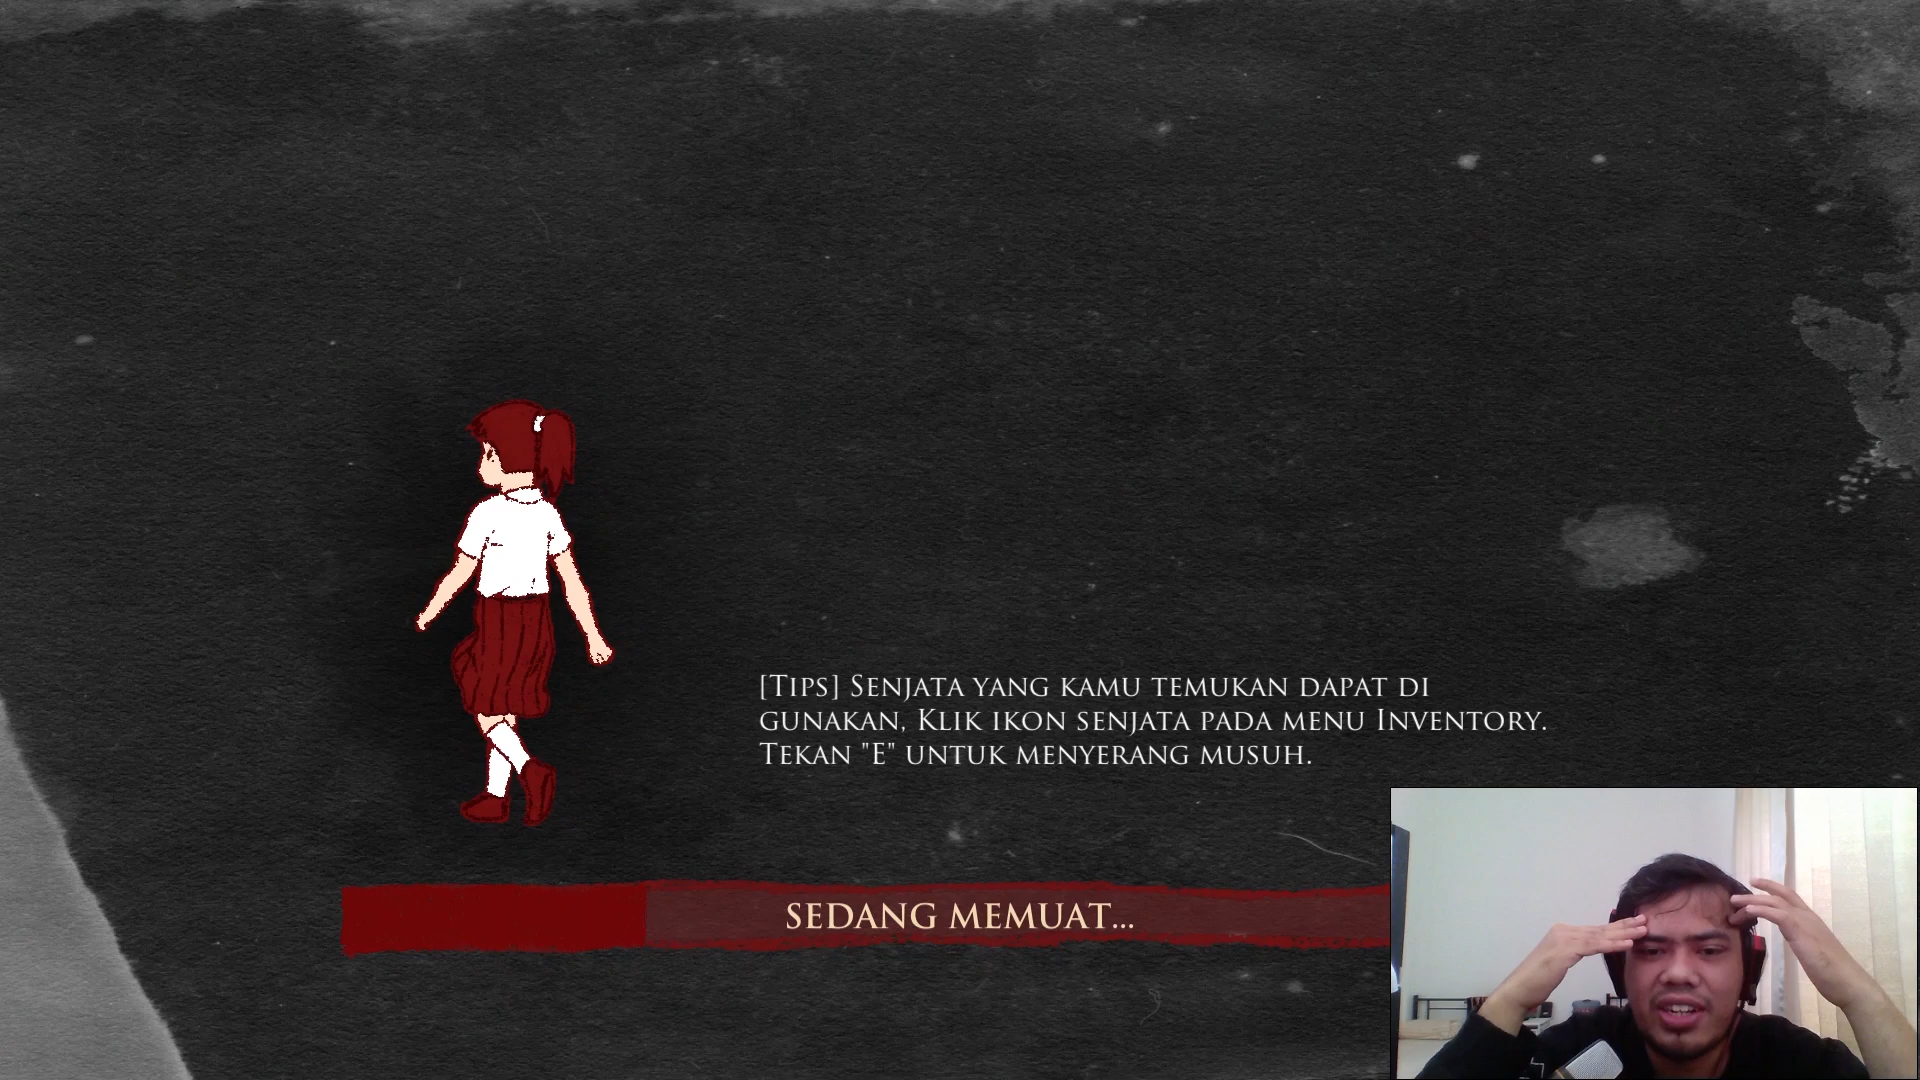 [Tips] Senjata yang kamu temukan dapat di
gunakan, Klik ikon senjata pada menu Inventory.
Tekan "E" untuk menyerang musuh.
SEDANG MEMUAT...